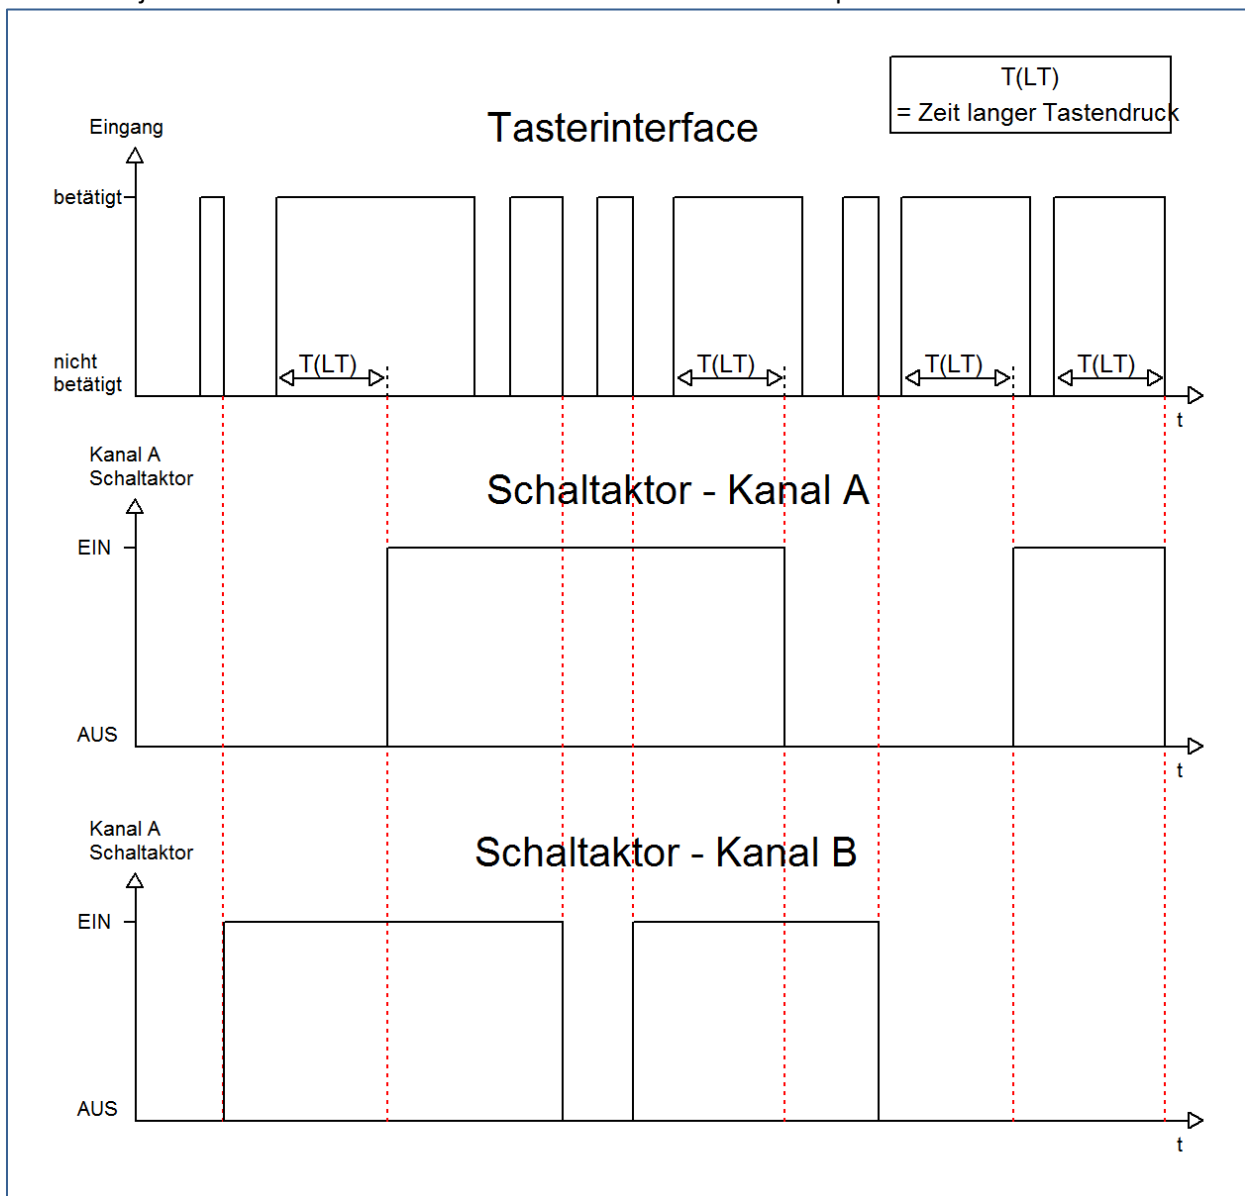 T(LT)
= Zeit langer Tastendruck
Tasterinterface
Eingang
betätigt
nicht
betätigt
T(LT)
T(LT)
T(LT)
T(LT)
t
Kanal A
Schaltaktor
Schaltaktor - Kanal A
EIN
AUS
t
Kanal A
Schaltaktor
Schaltaktor - Kanal B
EIN
AUS
t